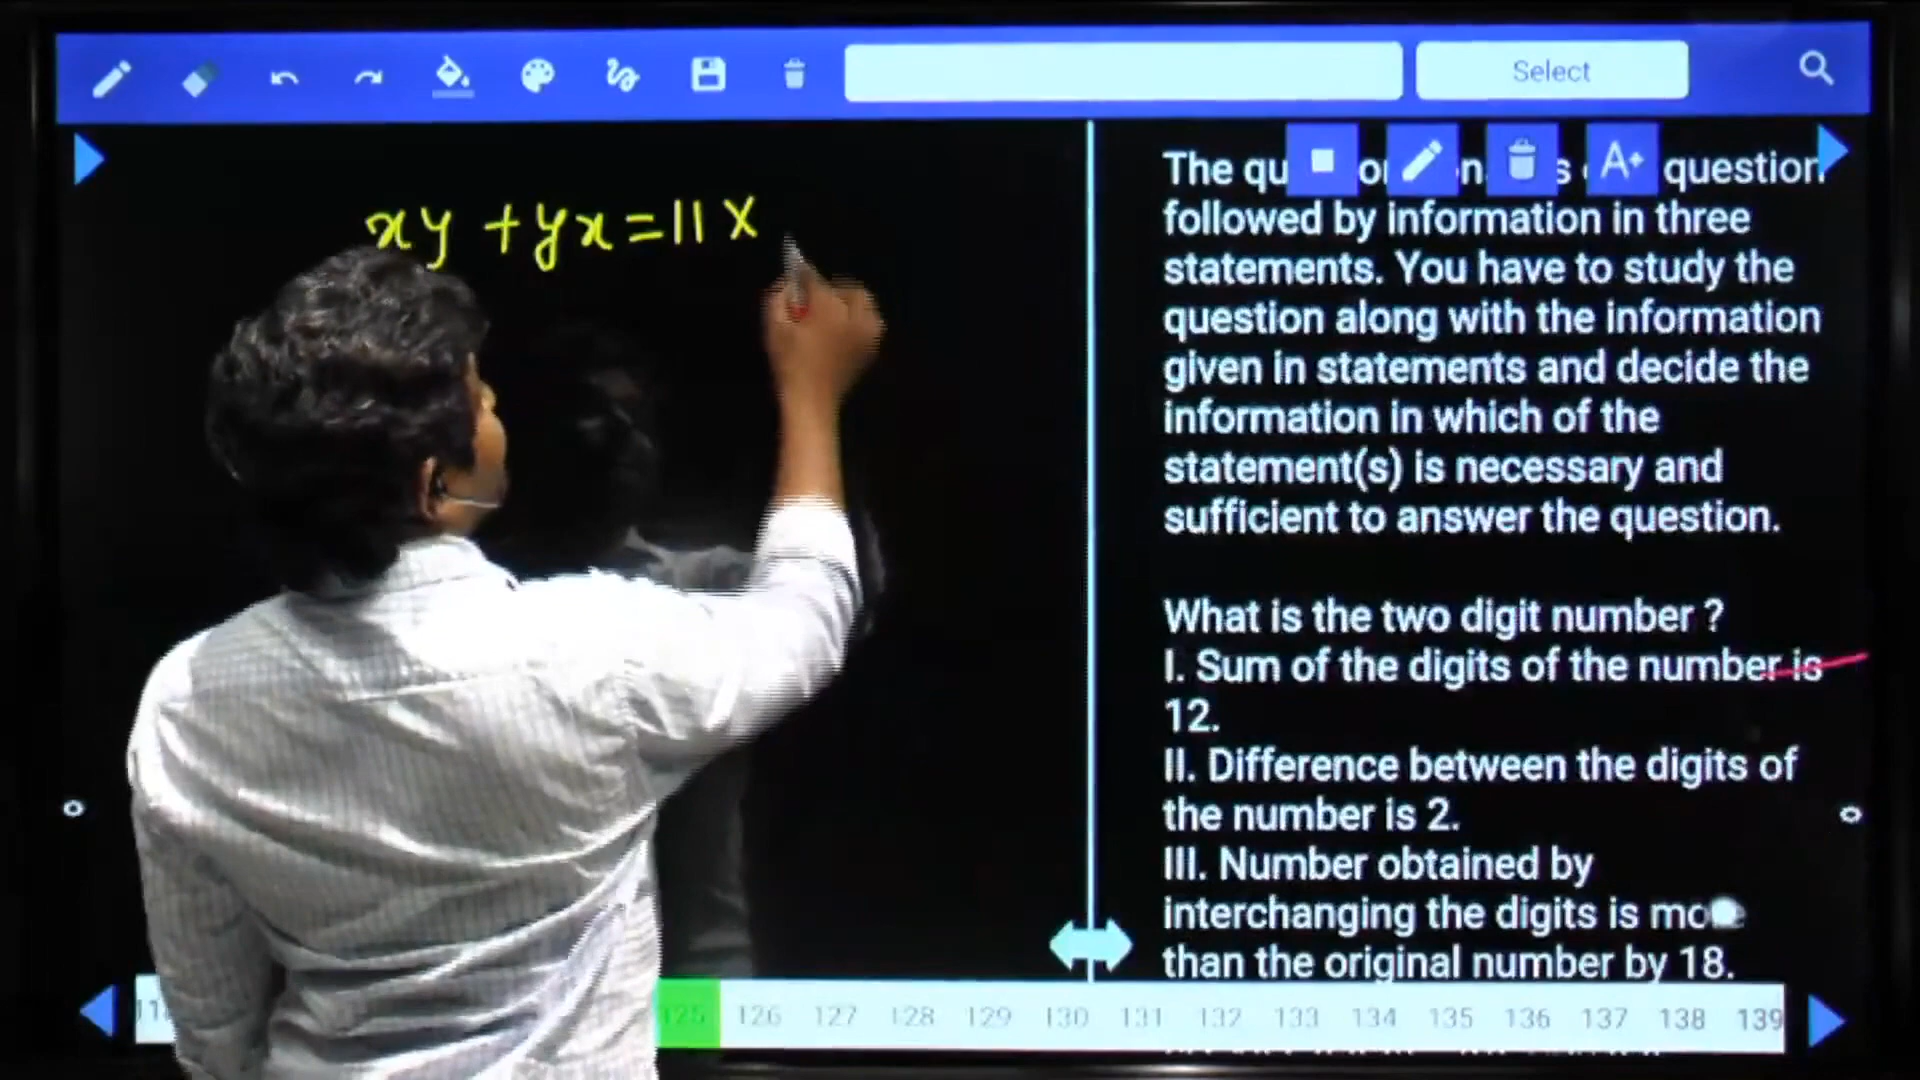 Select
xy + yx = 11 X
question
followed by information in three
statements. You have to study the
question along with the information
given in statements and decide the
information in which of the
statement(s) is necessary and
sufficient to answer the question.
What is the two digit number ?
I. Sum of the digits of the number is
12.
II. Difference between the digits of
the number is 2.
III. Number obtained by
interchanging the digits is more
than the original number by 18.
125 126 127 128 129 130 131 132 133 134 135 136 137 138 139